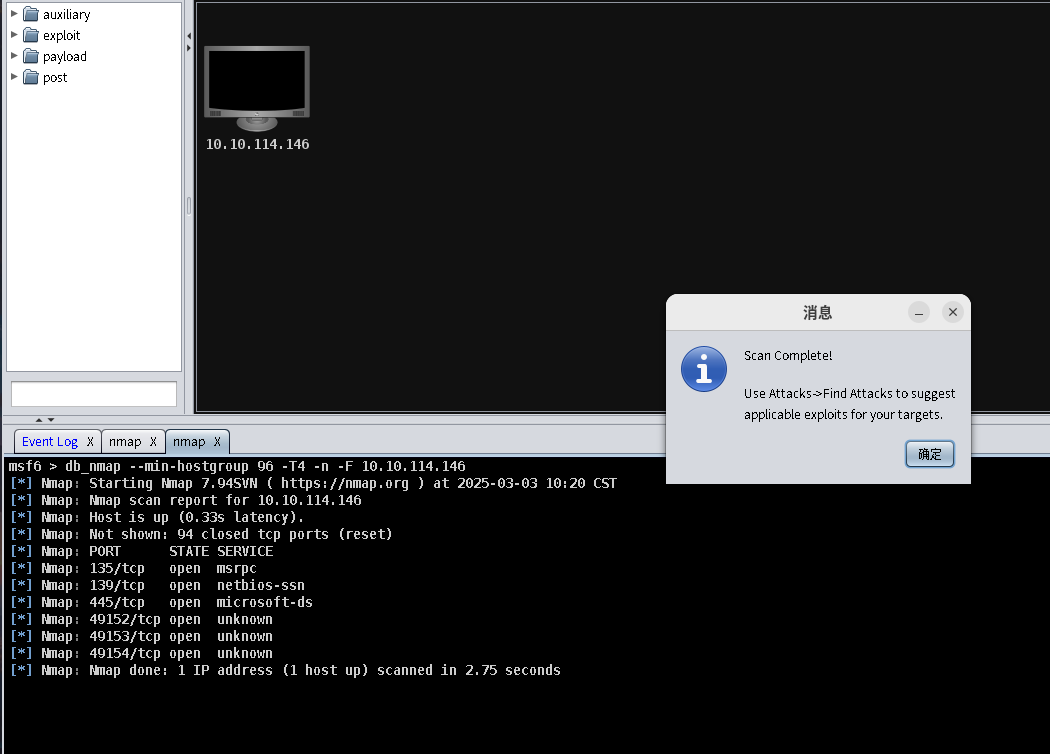 auxiliary
exploit
payload
post
10.10.114.146
消息
Scan Complete!
Use Attacks->Find Attacks to suggest
applicable exploits for your targets.
确定
Event Log X nmap X nmap X
msf6 > db_nmap --min-hostgroup 96 -T4 -n -F 10.10.114.146
[*] Nmap: Starting Nmap 7.94SVN ( https://nmap.org ) at 2025-03-03 10:20 CST
[*] Nmap: Nmap scan report for 10.10.114.146
[*] Nmap: Host is up (0.33s latency).
[*] Nmap: Not shown: 94 closed tcp ports (reset)
[*] Nmap: PORT      STATE SERVICE
[*] Nmap: 135/tcp   open  msrpc
[*] Nmap: 139/tcp   open  netbios-ssn
[*] Nmap: 445/tcp   open  microsoft-ds
[*] Nmap: 49152/tcp open  unknown
[*] Nmap: 49153/tcp open  unknown
[*] Nmap: 49154/tcp open  unknown
[*] Nmap: Nmap done: 1 IP address (1 host up) scanned in 2.75 seconds